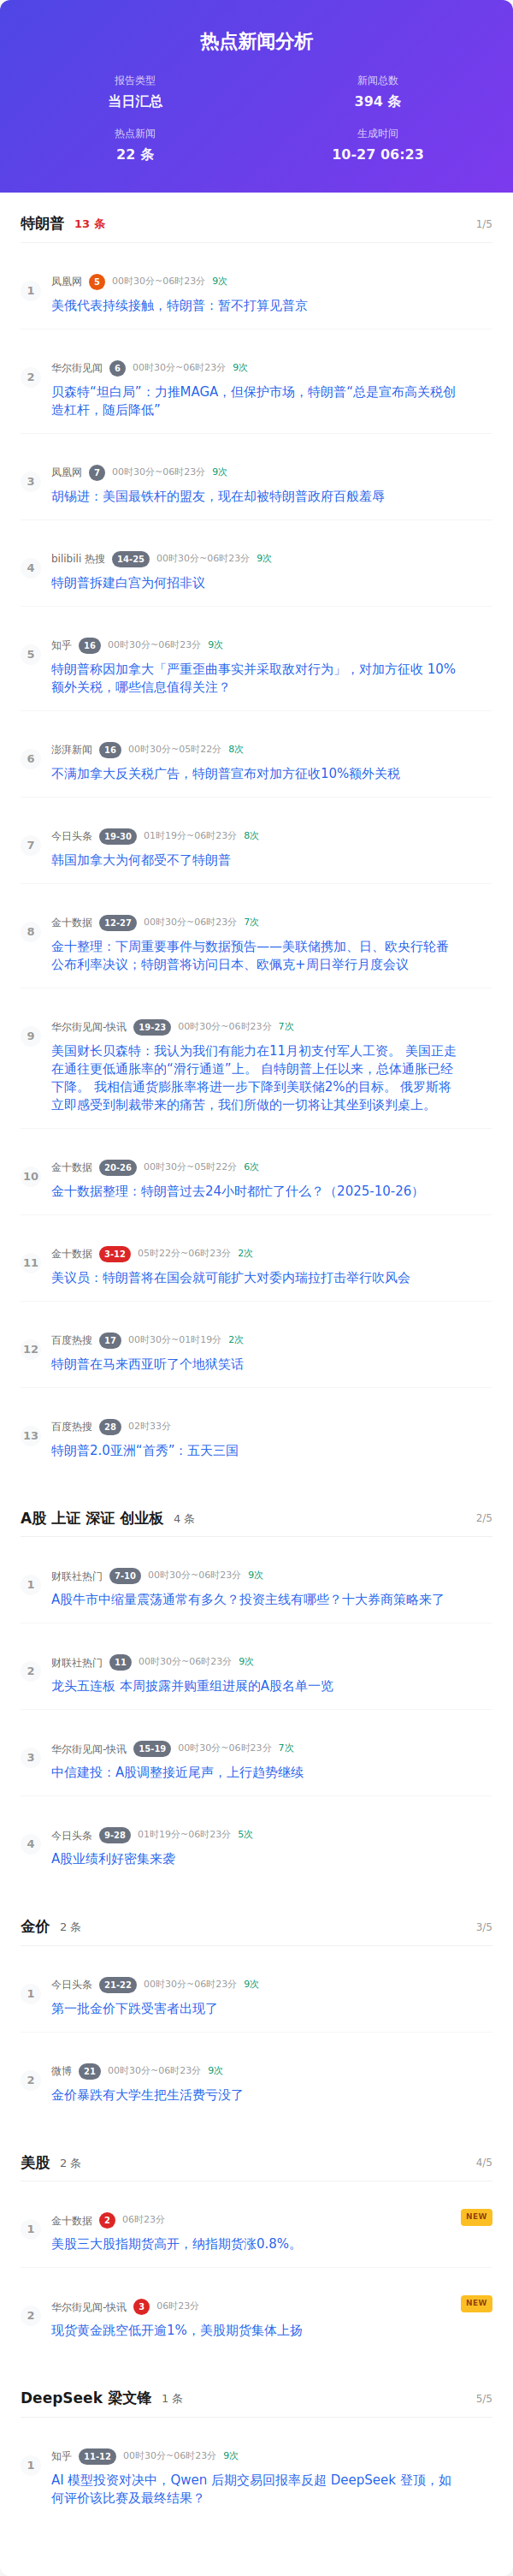 热点新闻分析
报告类型
当日汇总
新闻总数
394 条
热点新闻
22 条
生成时间
10-27 06:23
特朗普 13 条 1/5
1 凤凰网 5 00时30分~06时23分 9次
美俄代表持续接触，特朗普：暂不打算见普京
2 华尔街见闻 6 00时30分~06时23分 9次
贝森特“坦白局”：力推MAGA，但保护市场，特朗普“总是宣布高关税创
造杠杆，随后降低”
3 凤凰网 7 00时30分~06时23分 9次
胡锡进：美国最铁杆的盟友，现在却被特朗普政府百般羞辱
4 bilibili 热搜 14-25 00时30分~06时23分 9次
特朗普拆建白宫为何招非议
5 知乎 16 00时30分~06时23分 9次
特朗普称因加拿大「严重歪曲事实并采取敌对行为」，对加方征收 10%
额外关税，哪些信息值得关注？
6 澎湃新闻 16 00时30分~05时22分 8次
不满加拿大反关税广告，特朗普宣布对加方征收10%额外关税
7 今日头条 19-30 01时19分~06时23分 8次
韩国加拿大为何都受不了特朗普
8 金十数据 12-27 00时30分~06时23分 7次
金十整理：下周重要事件与数据预告——美联储携加、日、欧央行轮番
公布利率决议；特朗普将访问日本、欧佩克+周日举行月度会议
9 华尔街见闻-快讯 19-23 00时30分~06时23分 7次
美国财长贝森特：我认为我们有能力在11月初支付军人工资。 美国正走
在通往更低通胀率的“滑行通道”上。 自特朗普上任以来，总体通胀已经
下降。 我相信通货膨胀率将进一步下降到美联储2%的目标。 俄罗斯将
立即感受到制裁带来的痛苦，我们所做的一切将让其坐到谈判桌上。
10 金十数据 20-26 00时30分~05时22分 6次
金十数据整理：特朗普过去24小时都忙了什么？（2025-10-26）
11 金十数据 3-12 05时22分~06时23分 2次
美议员：特朗普将在国会就可能扩大对委内瑞拉打击举行吹风会
12 百度热搜 17 00时30分~01时19分 2次
特朗普在马来西亚听了个地狱笑话
13 百度热搜 28 02时33分
特朗普2.0亚洲“首秀”：五天三国
A股 上证 深证 创业板 4 条 2/5
1 财联社热门 7-10 00时30分~06时23分 9次
A股牛市中缩量震荡通常有多久？投资主线有哪些？十大券商策略来了
2 财联社热门 11 00时30分~06时23分 9次
龙头五连板 本周披露并购重组进展的A股名单一览
3 华尔街见闻-快讯 15-19 00时30分~06时23分 7次
中信建投：A股调整接近尾声，上行趋势继续
4 今日头条 9-28 01时19分~06时23分 5次
A股业绩利好密集来袭
金价 2 条 3/5
1 今日头条 21-22 00时30分~06时23分 9次
第一批金价下跌受害者出现了
2 微博 21 00时30分~06时23分 9次
金价暴跌有大学生把生活费亏没了
美股 2 条 4/5
1 金十数据 2 06时23分 NEW
美股三大股指期货高开，纳指期货涨0.8%。
2 华尔街见闻-快讯 3 06时23分 NEW
现货黄金跳空低开逾1%，美股期货集体上扬
DeepSeek 梁文锋 1 条 5/5
1 知乎 11-12 00时30分~06时23分 9次
AI 模型投资对决中，Qwen 后期交易回报率反超 DeepSeek 登顶，如
何评价该比赛及最终结果？